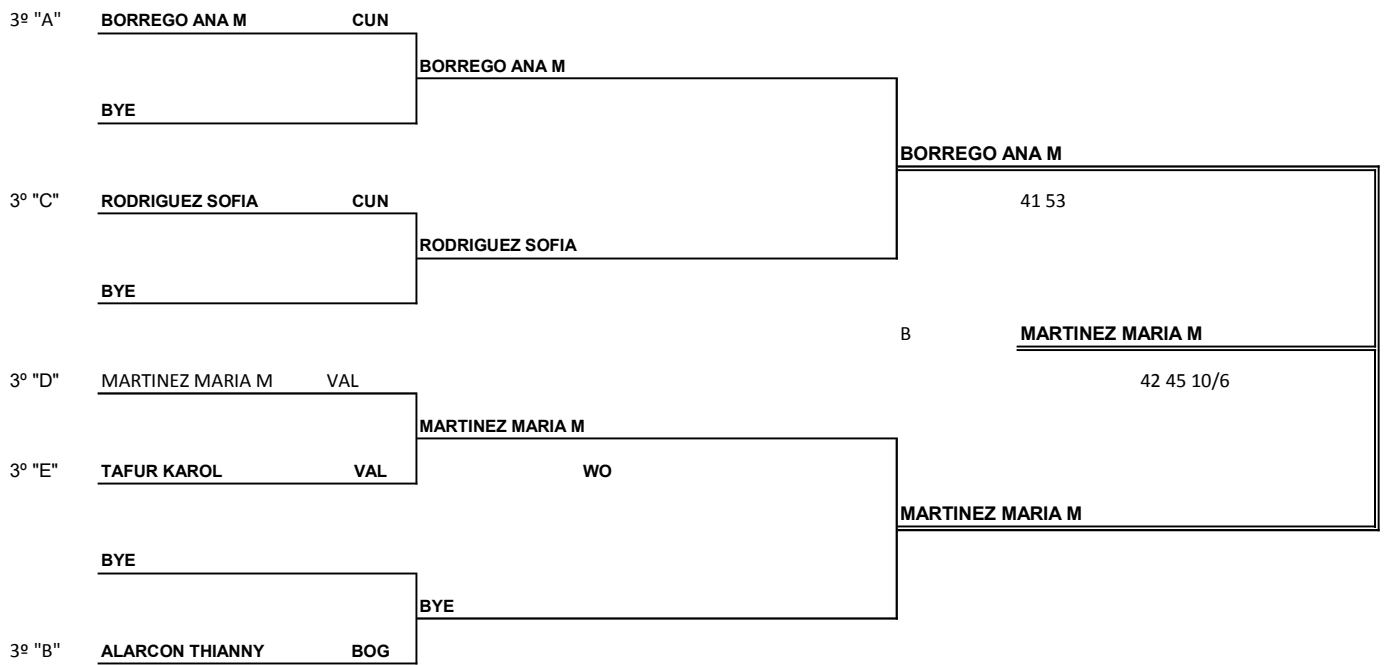 3º "A" BORREGO ANA M CUN
BORREGO ANA M
BYE
BORREGO ANA M
3º "C" RODRIGUEZ SOFIA CUN 41 53
RODRIGUEZ SOFIA
BYE
B MARTINEZ MARIA M
3º "D" MARTINEZ MARIA M VAL 42 45 10/6
MARTINEZ MARIA M
3º "E" TAFUR KAROL VAL WO
MARTINEZ MARIA M
BYE
BYE
3º "B" ALARCON THIANNY BOG